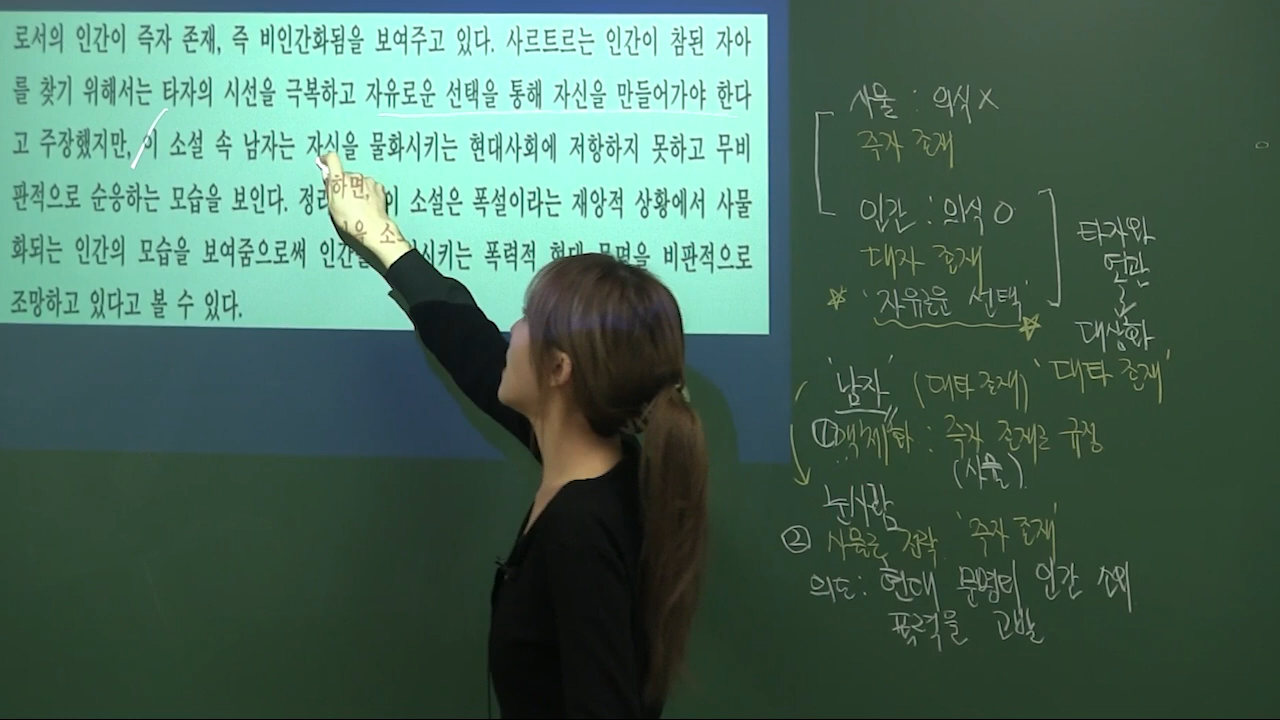 로서의 인간이 즉자 존재, 즉 비인간화됨을 보여주고 있다. 사르트르는 인간이 참된 자아
를 찾기 위해서는 타자의 시선을 극복하고 자유로운 선택을 통해 자신을 만들어가야 한다
고 주장했지만, 이 소설 속 남자는 자신을 물화시키는 현대사회에 저항하지 못하고 무비
판적으로 순응하는 모습을 보인다. 정리하면, 이 소설은 폭설이라는 재앙적 상황에서 사물
화되는 인간의 모습을 보여줌으로써 인간을 소외시키는 폭력적 현대 문명을 비판적으로
조망하고 있다고 볼 수 있다.
사물 : 의식 X
즉자 존재
인간 : 의식 O
대자 존재
'자유로운 선택'
타자와
연관
대상화
'대타 존재'
'남자' (대타 존재)
① 객체화 : 즉자 존재로 규정
(사물)
눈사람
② 사물로 전락 '즉자 존재'
의도 : 현대 문명의 인간 소외
폭력을 고발